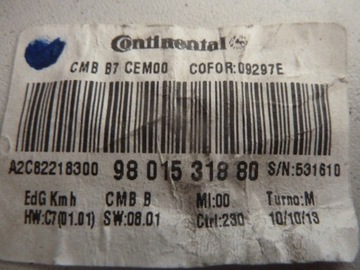 Continental
CMB B7 CEM00 COFOR:09297E
A2C82218300 98 015 318 80 S/N:531610
EdG Kmh CMB B MI:00 Turno:M
HW:C7(01.01) SW:08.01 Ctrl:230 10/10/13